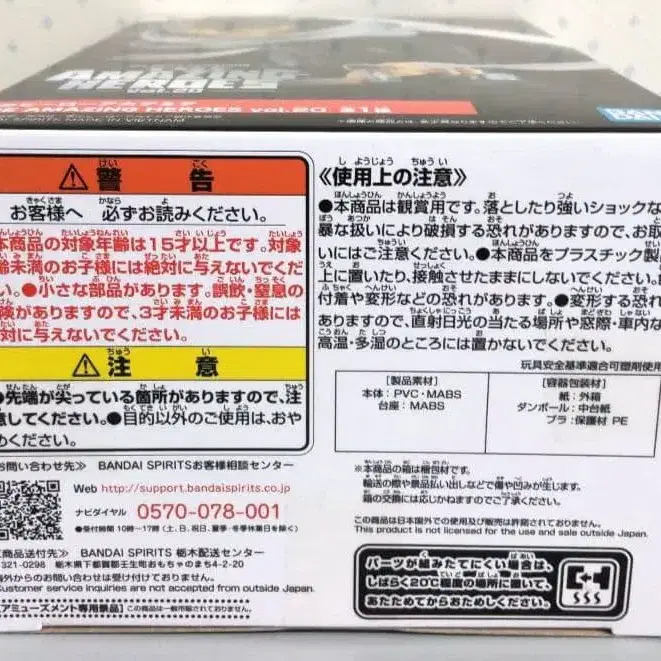 AMAZING HEROES vol.20 全1種
⚠警告
お客様へ 必ずお読みください。
本商品の対象年齢は15才以上です。対象
齢未満のお子様には絶対に与えないでくだ
い。●小さな部品があります。誤飲・窒息の
険がありますので、3才未満のお子様には
対に与えないでください。
⚠注意
●先端が尖っている箇所がありますので、注
意してください。●目的以外のご使用は、おや
めください。
お問い合わせ先≫ BANDAI SPIRITSお客様相談センター
Web http://support.bandaispirits.co.jp
ナビダイヤル 0570-078-001
●受付時間 10時~17時(土、日、祝日、夏季・冬季休業日を除く)
商品送付先≫ BANDAI SPIRITS 栃木配送センター
321-0298 栃木県下都賀郡壬生町おもちゃのまち4-2-20
海外からのお問い合わせは受け付けておりません。
Customer service inquiries are not accepted from outside Japan.
【アミューズメント専用景品】この商品は一般市販されておりません。
《使用上の注意》
●本商品は観賞用です。落としたり強いショックな
暴な扱いにより破損する恐れがありますので、お取
いにはご注意ください。●本商品をプラスチック製
上に置いたり、接触させたままにしないでください。
付着や変形などの恐れがあります。●変形する恐れ
ありますので、直射日光の当たる場所や窓際・車内な
高温・多湿のところには置かないでください。
玩具安全基準適合可塑剤使用
[製品素材]
本体:PVC・MABS
台座:MABS
[容器包装材]
紙:外箱
ダンボール:中台紙
プラ:保護材 PE
※本商品の箱は梱包材です。
輸送の際や景品払い出しなどで傷や凹みが生じます。
箱の交換には応じかねますのでご了承ください。
この商品は日本国外での使用及び販売は許諾されておりません。
This product is not licensed for the use and sale outside Japan.
パーツが組みたてにくい場合は、
しばらく20℃程度の場所に置いて、
あたためてからおためしください。